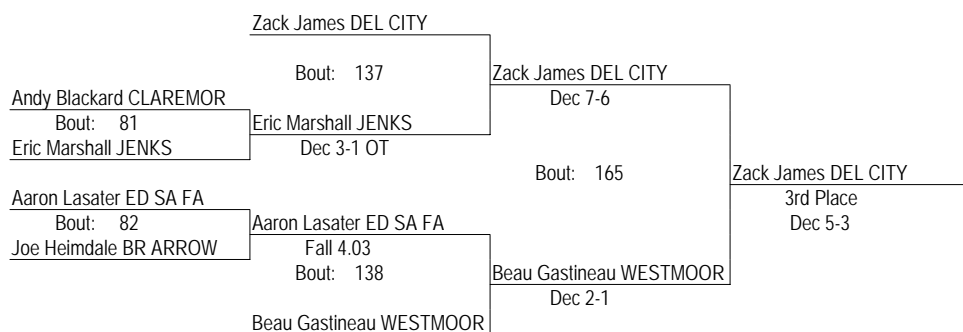 Zack James DEL CITY
Bout: 137
Zack James DEL CITY
Andy Blackard CLAREMOR
Dec 7-6
Bout: 81
Eric Marshall JENKS
Eric Marshall JENKS
Dec 3-1 OT
Bout: 165
Zack James DEL CITY
Aaron Lasater ED SA FA
3rd Place
Bout: 82
Aaron Lasater ED SA FA
Dec 5-3
Joe Heimdale BR ARROW
Fall 4.03
Bout: 138
Beau Gastineau WESTMOOR
Dec 2-1
Beau Gastineau WESTMOOR